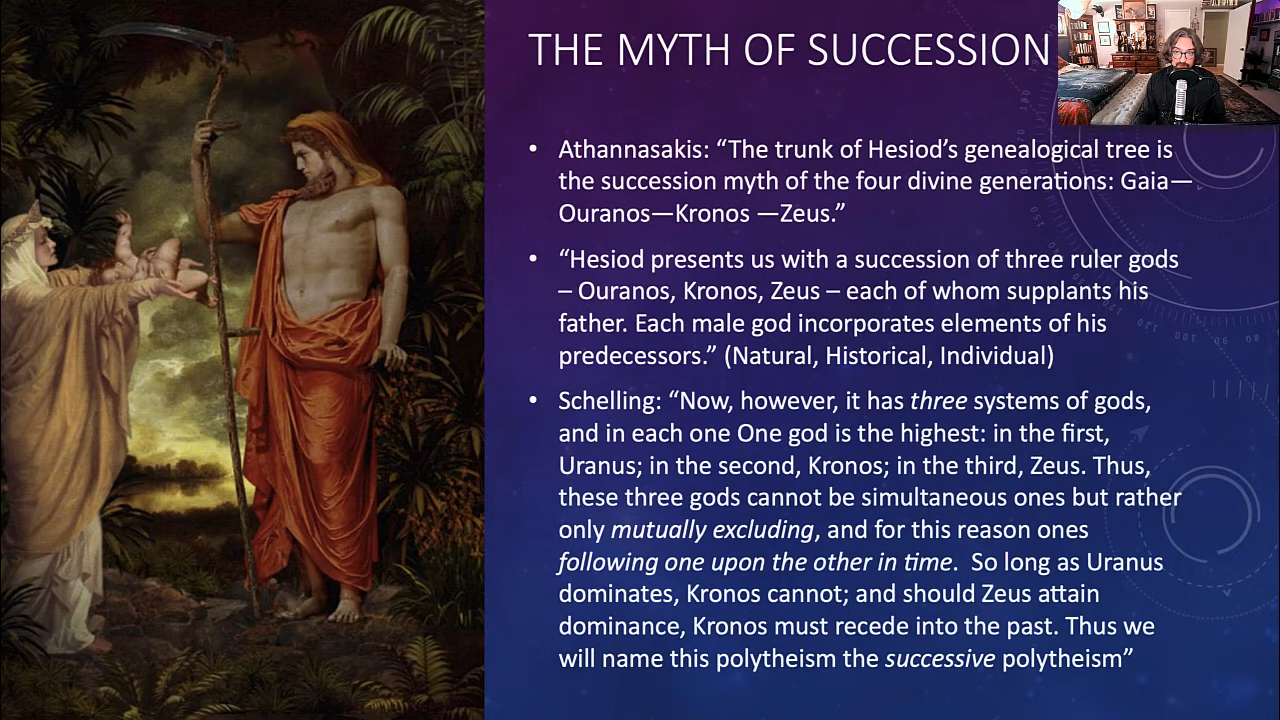 THE MYTH OF SUCCESSION
• Athannasakis: “The trunk of Hesiod’s genealogical tree is
the succession myth of the four divine generations: Gaia—
Ouranos—Kronos —Zeus.”
• “Hesiod presents us with a succession of three ruler gods
– Ouranos, Kronos, Zeus – each of whom supplants his
father. Each male god incorporates elements of his
predecessors.” (Natural, Historical, Individual)
• Schelling: “Now, however, it has three systems of gods,
and in each one One god is the highest: in the first,
Uranus; in the second, Kronos; in the third, Zeus. Thus,
these three gods cannot be simultaneous ones but rather
only mutually excluding, and for this reason ones
following one upon the other in time.  So long as Uranus
dominates, Kronos cannot; and should Zeus attain
dominance, Kronos must recede into the past. Thus we
will name this polytheism the successive polytheism”